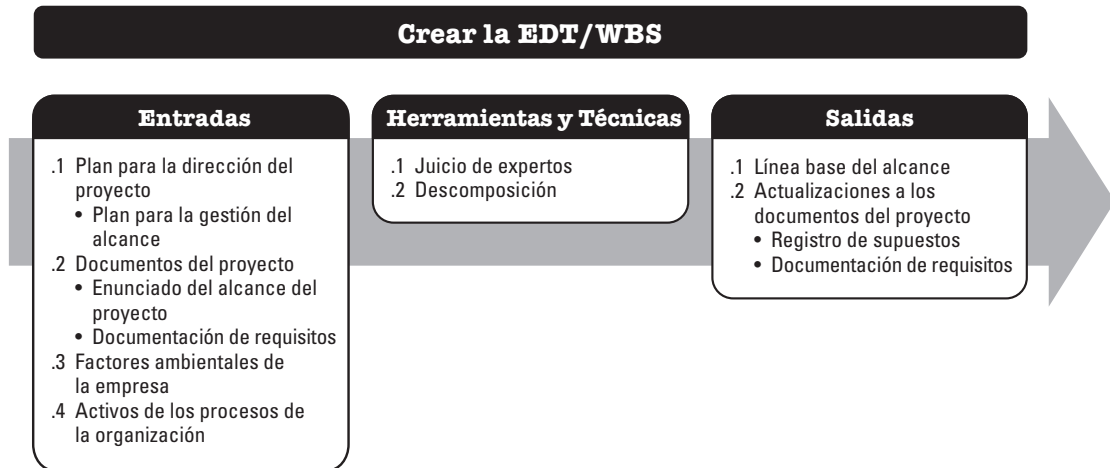 Crear la EDT/WBS
Entradas
.1 Plan para la dirección del
proyecto
• Plan para la gestión del
alcance
.2 Documentos del proyecto
• Enunciado del alcance del
proyecto
• Documentación de requisitos
.3 Factores ambientales de
la empresa
.4 Activos de los procesos de
la organización
Herramientas y Técnicas
.1 Juicio de expertos
.2 Descomposición
Salidas
.1 Línea base del alcance
.2 Actualizaciones a los
documentos del proyecto
• Registro de supuestos
• Documentación de requisitos